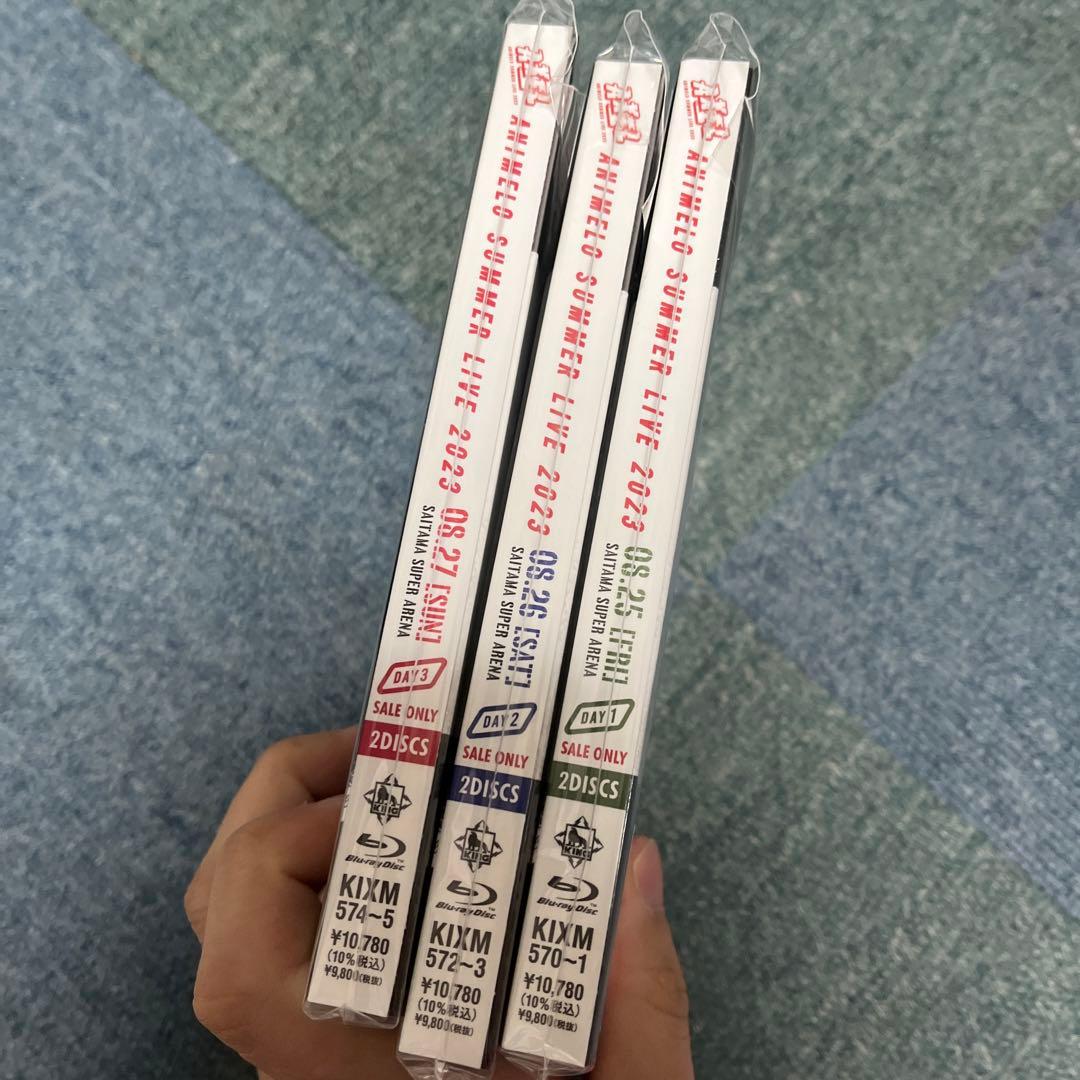 ANIMELO SUMMER LIVE 2023 08.27 [SUN]
SAITAMA SUPER ARENA
DAY 3
SALE ONLY
2DISCS
KING
Blu-ray Disc™
KIXM
574~5
¥10,780
(10%税込)
¥9,800(税抜)
ANIMELO SUMMER LIVE 2023 08.26 [SAT]
SAITAMA SUPER ARENA
DAY 2
SALE ONLY
2DISCS
KING
Blu-ray Disc™
KIXM
572~3
¥10,780
(10%税込)
¥9,800(税抜)
ANIMELO SUMMER LIVE 2023 08.25 [FRI]
SAITAMA SUPER ARENA
DAY 1
SALE ONLY
2DISCS
KING
Blu-ray Disc™
KIXM
570~1
¥10,780
(10%税込)
¥9,800(税抜)